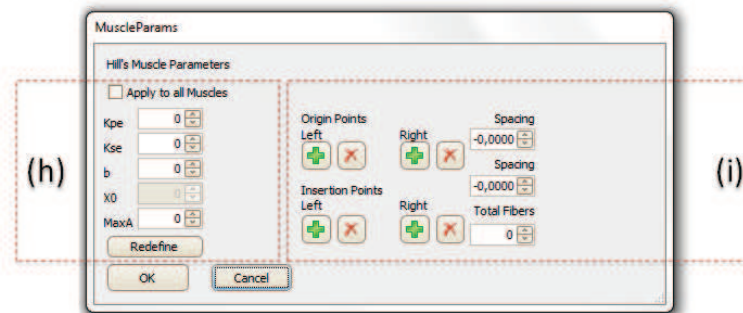 MuscleParams
Hill's Muscle Parameters
Apply to all Muscles
Kpe 0
Kse 0
b 0
X0 0
MaxA 0
Redefine
OK Cancel
Origin Points
Left Right
Spacing
-0,0000
Spacing
-0,0000
Insertion Points
Left Right
Total Fibers
0
(h)
(i)